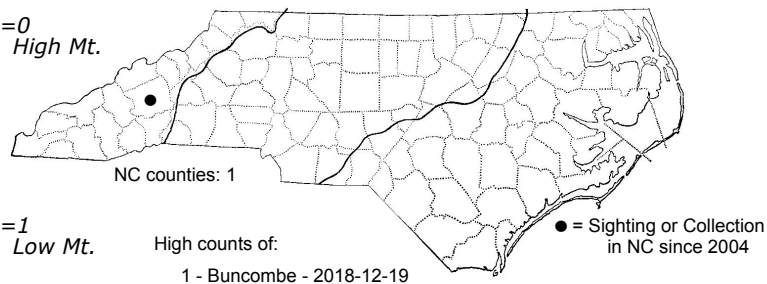 =0
High Mt.
NC counties: 1
=1
Low Mt.
High counts of:
1 - Buncombe - 2018-12-19
● = Sighting or Collection
in NC since 2004